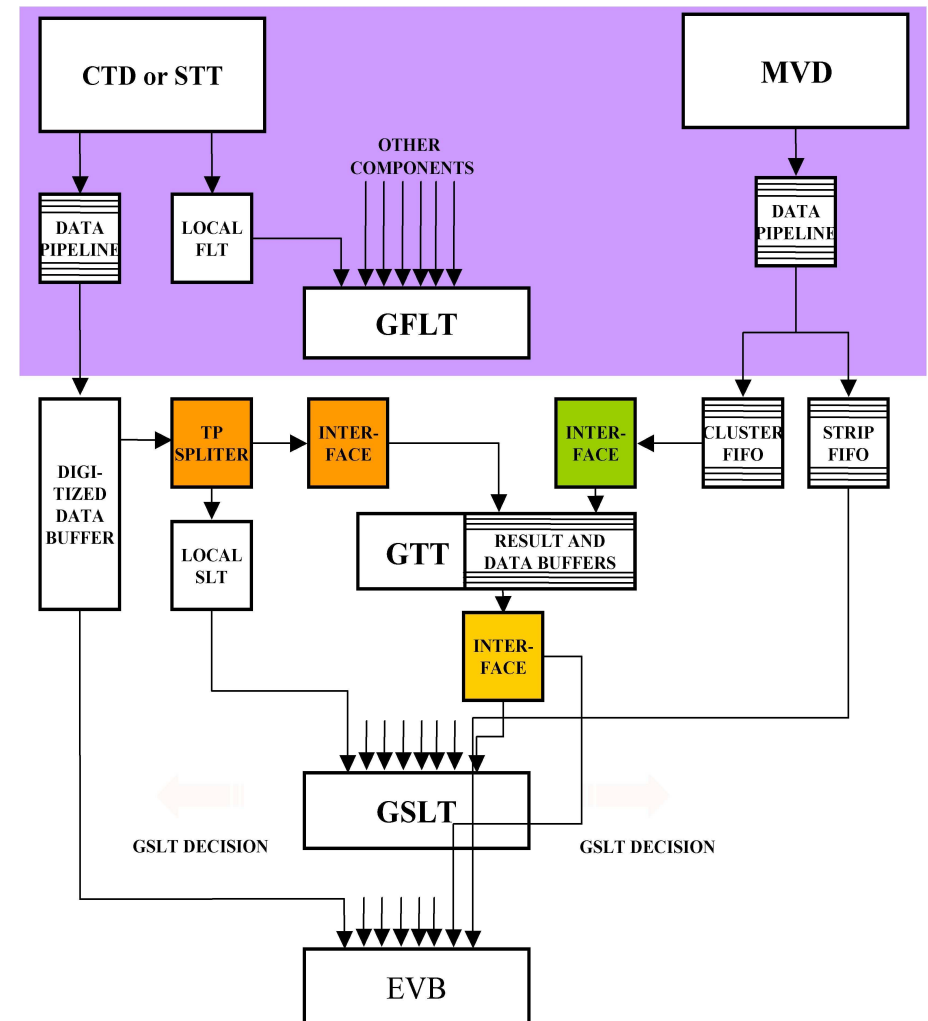 CTD or STT
MVD
OTHER
COMPONENTS
DATA
PIPELINE
LOCAL
FLT
DATA
PIPELINE
GFLT
DIGI-
TIZED
DATA
BUFFER
TP
SPLITER
INTER-
FACE
INTER-
FACE
CLUSTER
FIFO
STRIP
FIFO
LOCAL
SLT
GTT
RESULT AND
DATA BUFFERS
INTER-
FACE
GSLT
GSLT DECISION
GSLT DECISION
EVB